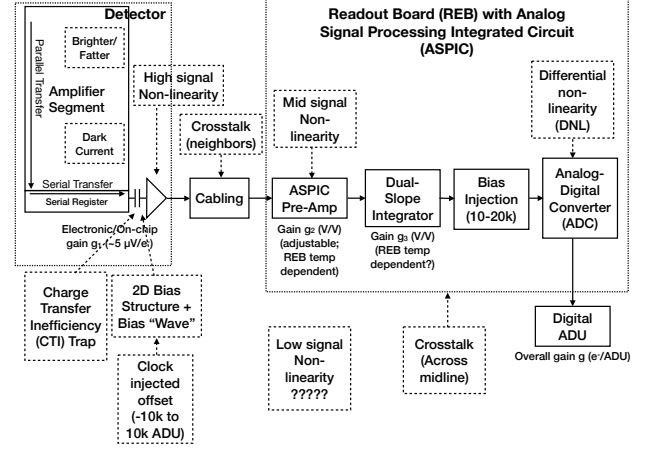 Detector
Parallel Transfer
Brighter/
Fatter
Amplifier
Segment
Dark
Current
Serial Transfer
Serial Register
High signal
Non-linearity
Crosstalk
(neighbors)
Cabling
Electronic/On-chip
gain g₁ (~5 μV/e⁻)
Charge
Transfer
Inefficiency
(CTI) Trap
2D Bias
Structure +
Bias “Wave”
Clock
injected
offset
(-10k to
10k ADU)
Readout Board (REB) with Analog
Signal Processing Integrated Circuit
(ASPIC)
Mid signal
Non-
linearity
ASPIC
Pre-Amp
Gain g₂ (V/V)
(adjustable;
REB temp
dependent)
Dual-
Slope
Integrator
Gain g₃ (V/V)
(REB temp
dependent?)
Bias
Injection
(10-20k)
Differential
non-
linearity
(DNL)
Analog-
Digital
Converter
(ADC)
Low signal
Non-
linearity
?????
Crosstalk
(Across
midline)
Digital
ADU
Overall gain g (e⁻/ADU)